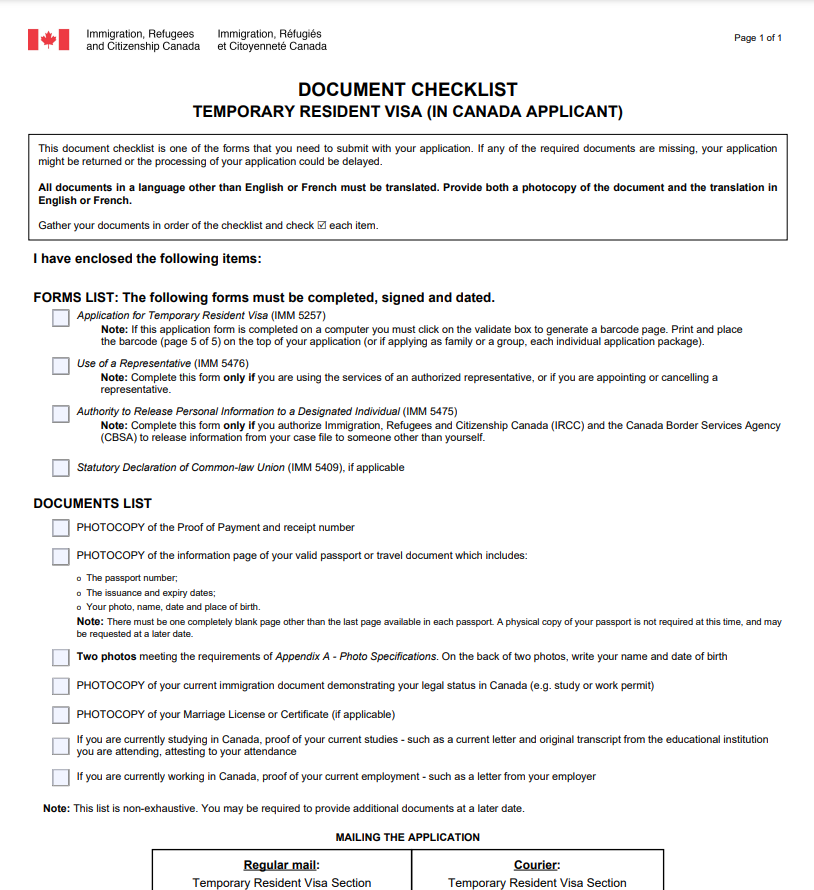 Immigration, Refugees and Citizenship Canada
Immigration, Réfugiés et Citoyenneté Canada
Page 1 of 1
DOCUMENT CHECKLIST
TEMPORARY RESIDENT VISA (IN CANADA APPLICANT)
This document checklist is one of the forms that you need to submit with your application. If any of the required documents are missing, your application
might be returned or the processing of your application could be delayed.
All documents in a language other than English or French must be translated. Provide both a photocopy of the document and the translation in
English or French.
Gather your documents in order of the checklist and check ☑ each item.
I have enclosed the following items:
FORMS LIST: The following forms must be completed, signed and dated.
Application for Temporary Resident Visa (IMM 5257)
Note: If this application form is completed on a computer you must click on the validate box to generate a barcode page. Print and place
the barcode (page 5 of 5) on the top of your application (or if applying as family or a group, each individual application package).
Use of a Representative (IMM 5476)
Note: Complete this form only if you are using the services of an authorized representative, or if you are appointing or cancelling a
representative.
Authority to Release Personal Information to a Designated Individual (IMM 5475)
Note: Complete this form only if you authorize Immigration, Refugees and Citizenship Canada (IRCC) and the Canada Border Services Agency
(CBSA) to release information from your case file to someone other than yourself.
Statutory Declaration of Common-law Union (IMM 5409), if applicable
DOCUMENTS LIST
PHOTOCOPY of the Proof of Payment and receipt number
PHOTOCOPY of the information page of your valid passport or travel document which includes:
o The passport number;
o The issuance and expiry dates;
o Your photo, name, date and place of birth.
Note: There must be one completely blank page other than the last page available in each passport. A physical copy of your passport is not required at this time, and may
be requested at a later date.
Two photos meeting the requirements of Appendix A - Photo Specifications. On the back of two photos, write your name and date of birth
PHOTOCOPY of your current immigration document demonstrating your legal status in Canada (e.g. study or work permit)
PHOTOCOPY of your Marriage License or Certificate (if applicable)
If you are currently studying in Canada, proof of your current studies - such as a current letter and original transcript from the educational institution
you are attending, attesting to your attendance
If you are currently working in Canada, proof of your current employment - such as a letter from your employer
Note: This list is non-exhaustive. You may be required to provide additional documents at a later date.
MAILING THE APPLICATION
Regular mail:
Temporary Resident Visa Section
Courier:
Temporary Resident Visa Section